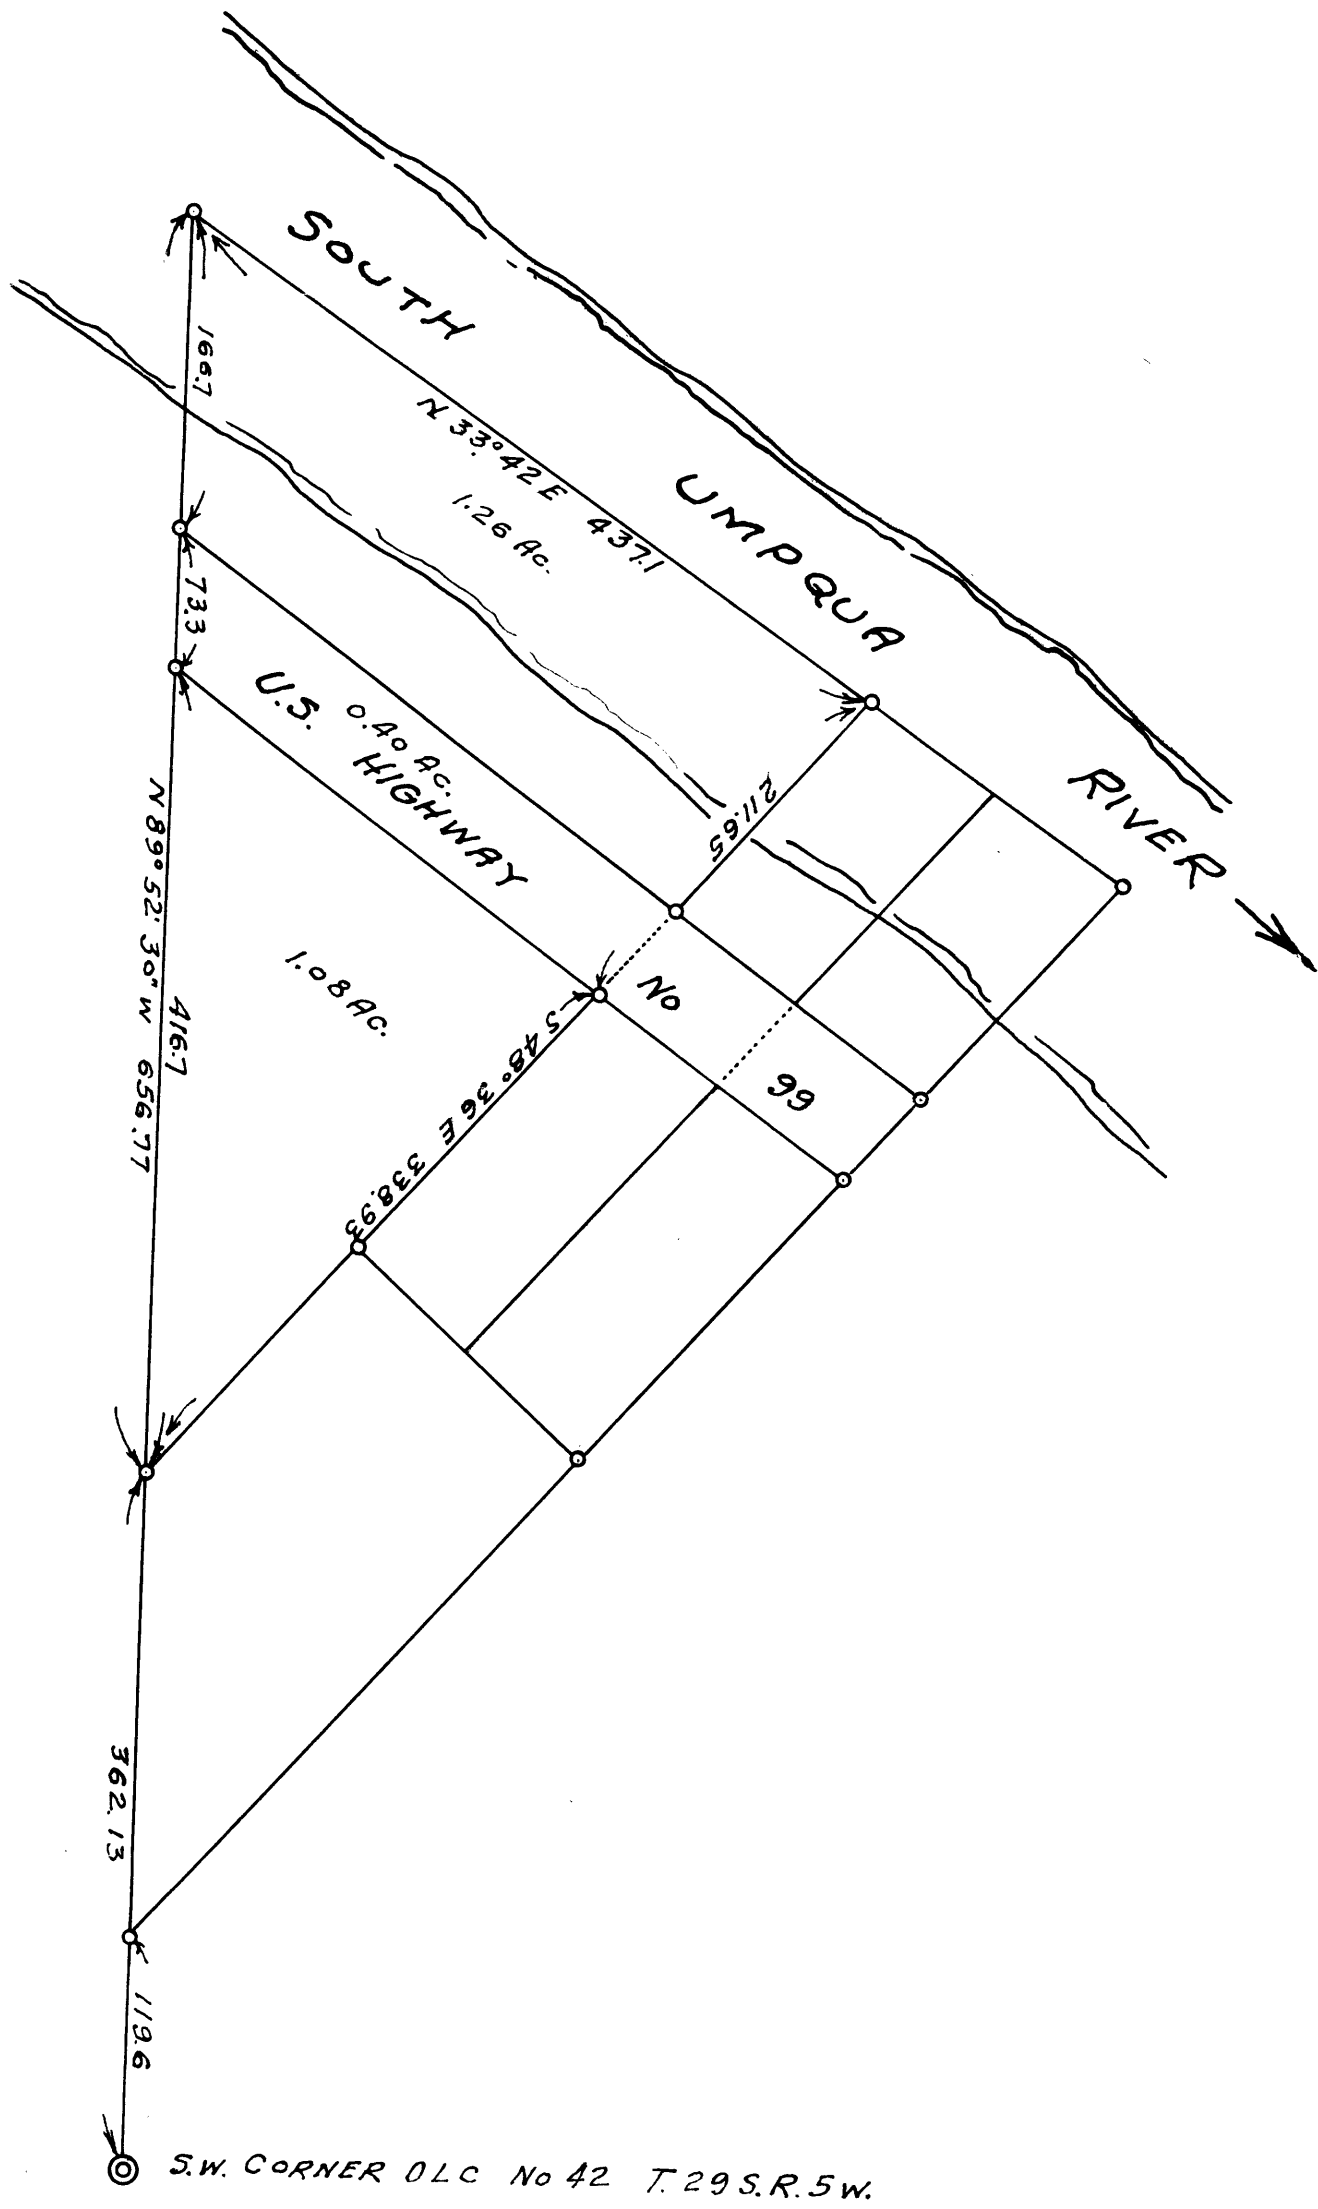 SOUTH UMPQUA RIVER
166.7
N 33°42 E 437.1
1.26 Ac.
73.3
U.S. HIGHWAY No 99
0.40 Ac.
211.65
N 89° 52' 30" W 656.77
416.7
1.08 Ac.
S 48° 36 E 338.93
362.13
119.6
S.W. CORNER DLC No 42 T. 29 S. R. 5 W.